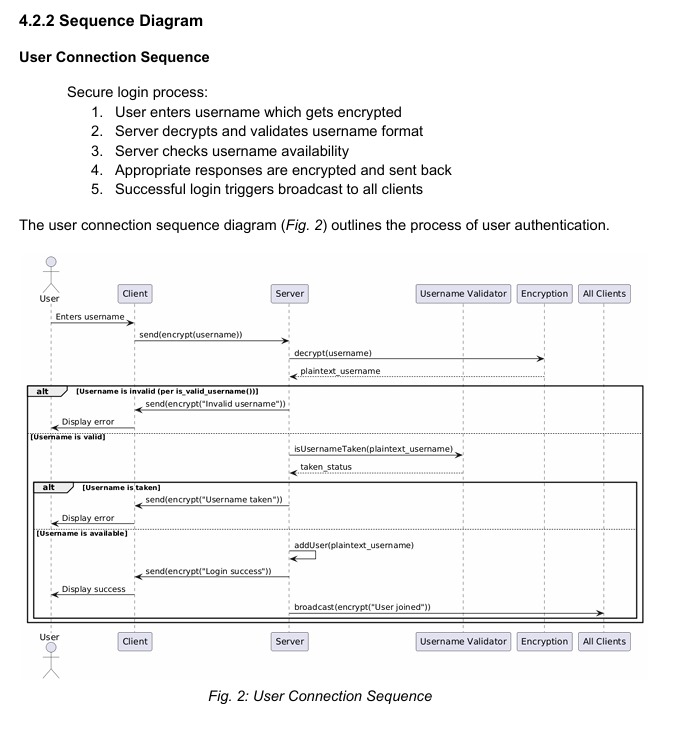 4.2.2 Sequence Diagram
User Connection Sequence
Secure login process:
1. User enters username which gets encrypted
2. Server decrypts and validates username format
3. Server checks username availability
4. Appropriate responses are encrypted and sent back
5. Successful login triggers broadcast to all clients
The user connection sequence diagram (Fig. 2) outlines the process of user authentication.
User Client Server Username Validator Encryption All Clients
Enters username
send(encrypt(username))
decrypt(username)
plaintext_username
alt [Username is invalid (per is_valid_username())]
send(encrypt("Invalid username"))
Display error
[Username is valid]
isUsernameTaken(plaintext_username)
taken_status
alt [Username is taken]
send(encrypt("Username taken"))
Display error
[Username is available]
addUser(plaintext_username)
send(encrypt("Login success"))
Display success
broadcast(encrypt("User joined"))
User Client Server Username Validator Encryption All Clients
Fig. 2: User Connection Sequence